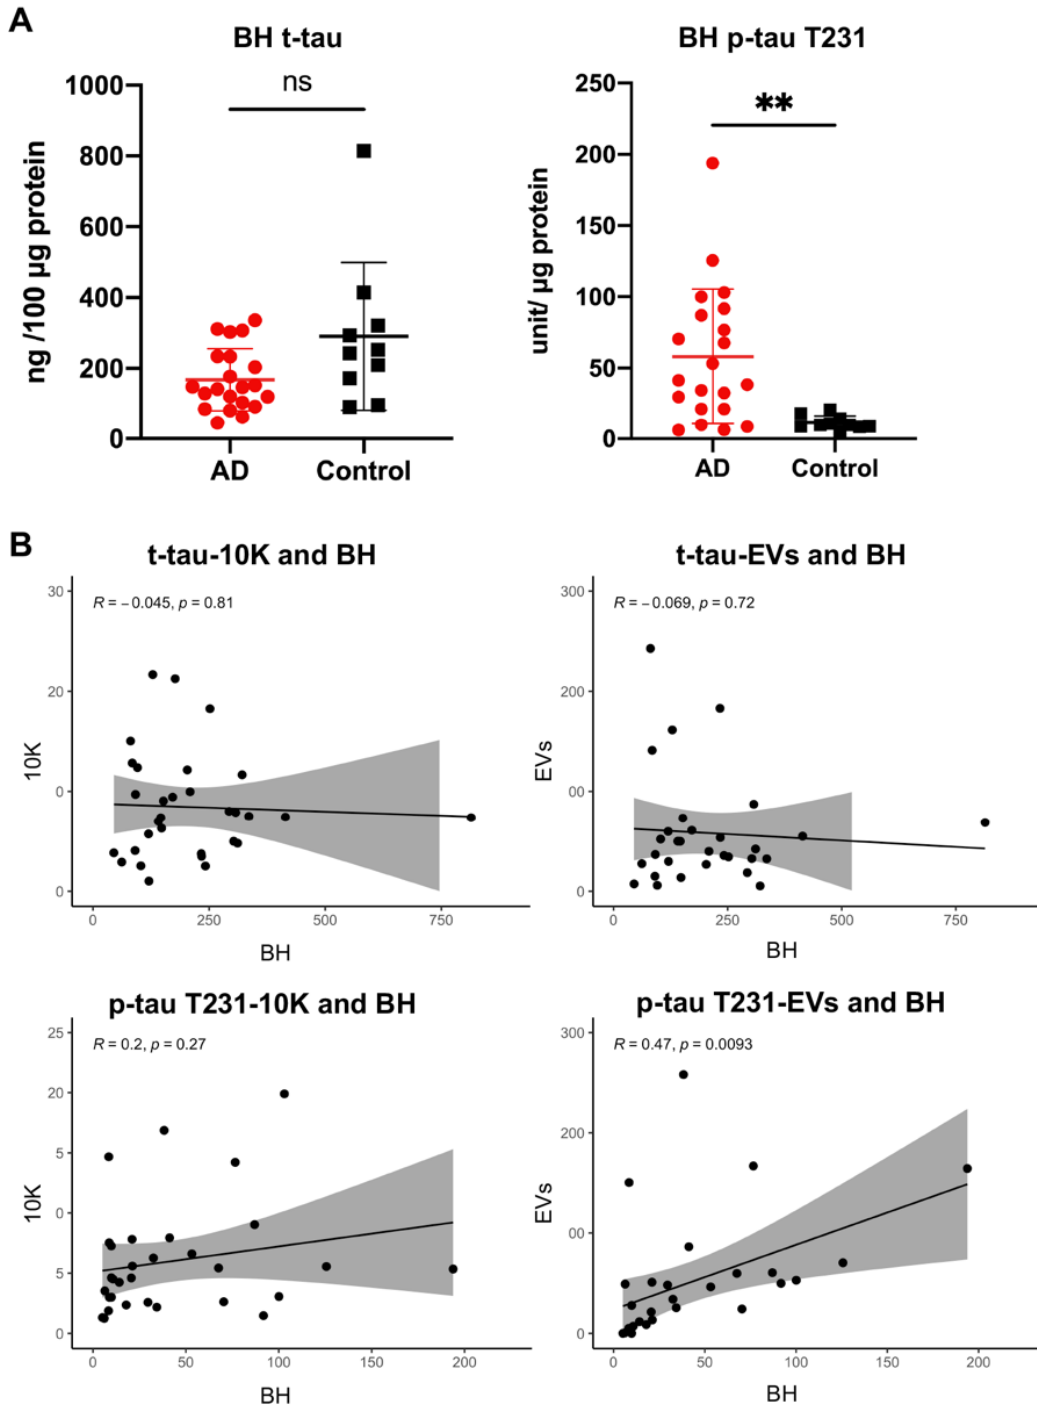 A
BH t-tau
BH p-tau T231
1000
800
600
400
200
0
ng /100 µg protein
ns
AD
Control
250
200
150
100
50
0
unit/ µg protein
**
AD
Control
B
t-tau-10K and BH
30
20
0
0
10K
R = −0.045, p = 0.81
0
250
500
750
BH
t-tau-EVs and BH
300
200
00
0
EVs
R = −0.069, p = 0.72
0
250
500
750
BH
p-tau T231-10K and BH
25
20
5
0
5
0
10K
R = 0.2, p = 0.27
0
50
100
150
200
BH
p-tau T231-EVs and BH
300
200
00
0
EVs
R = 0.47, p = 0.0093
0
50
100
150
200
BH